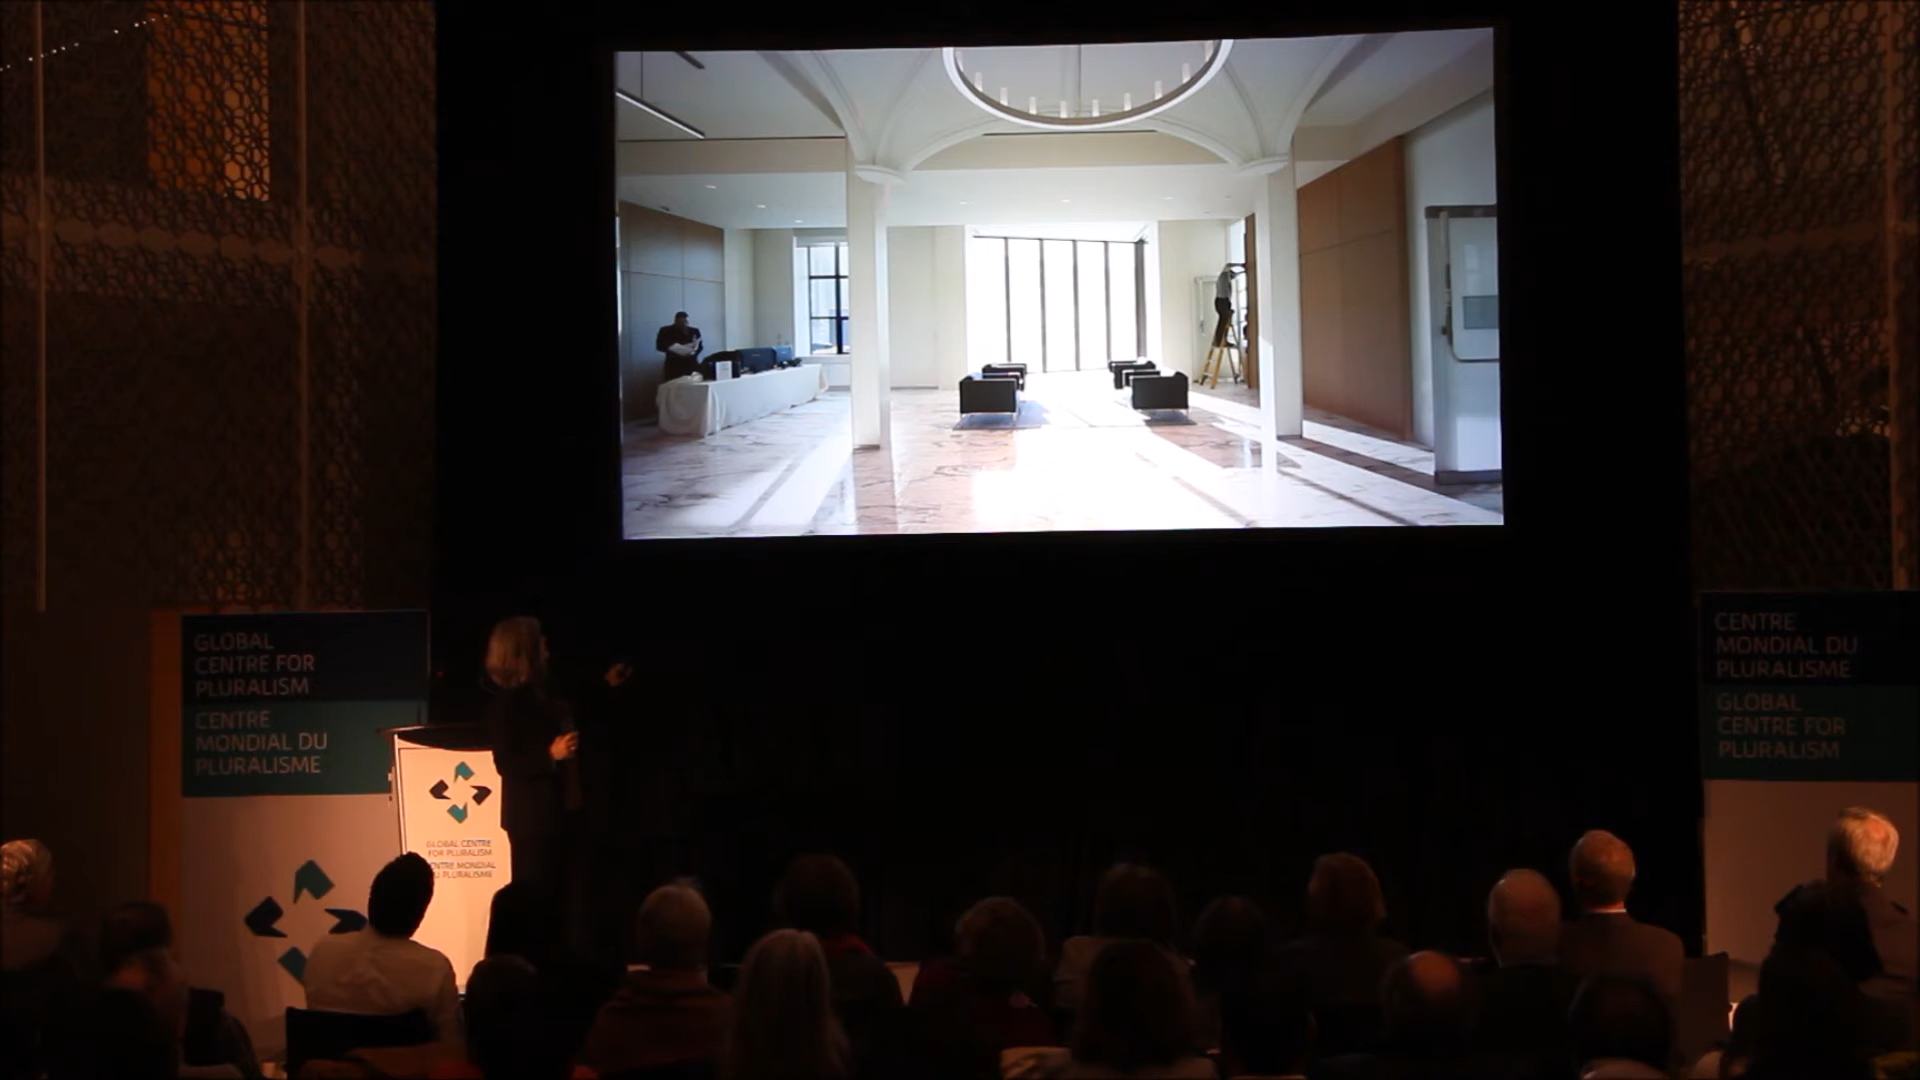 GLOBAL
CENTRE FOR
PLURALISM
CENTRE
MONDIAL DU
PLURALISME
GLOBAL CENTRE
FOR PLURALISM
CENTRE MONDIAL
DU PLURALISME
CENTRE
MONDIAL DU
PLURALISME
GLOBAL
CENTRE FOR
PLURALISM